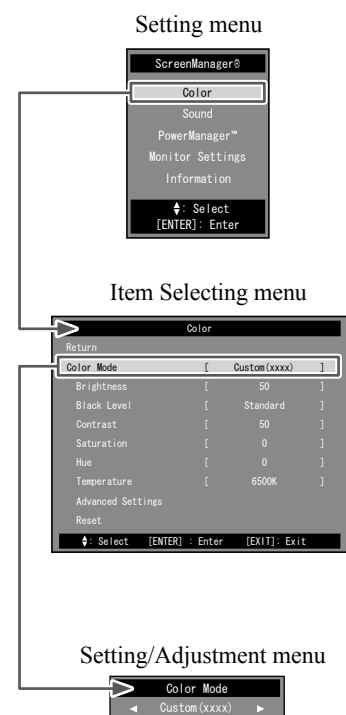 Setting menu
ScreenManager®
Color
Sound
PowerManager™
Monitor Settings
Information
: Select
[ENTER]: Enter
Item Selecting menu
Color
Return
Color Mode [ Custom(xxxx) ]
Brightness [ 50 ]
Black Level [ Standard ]
Contrast [ 50 ]
Saturation [ 0 ]
Hue [ 0 ]
Temperature [ 6500K ]
Advanced Settings
Reset
: Select [ENTER] : Enter [EXIT]: Exit
Setting/Adjustment menu
Color Mode
◄ Custom(xxxx) ►